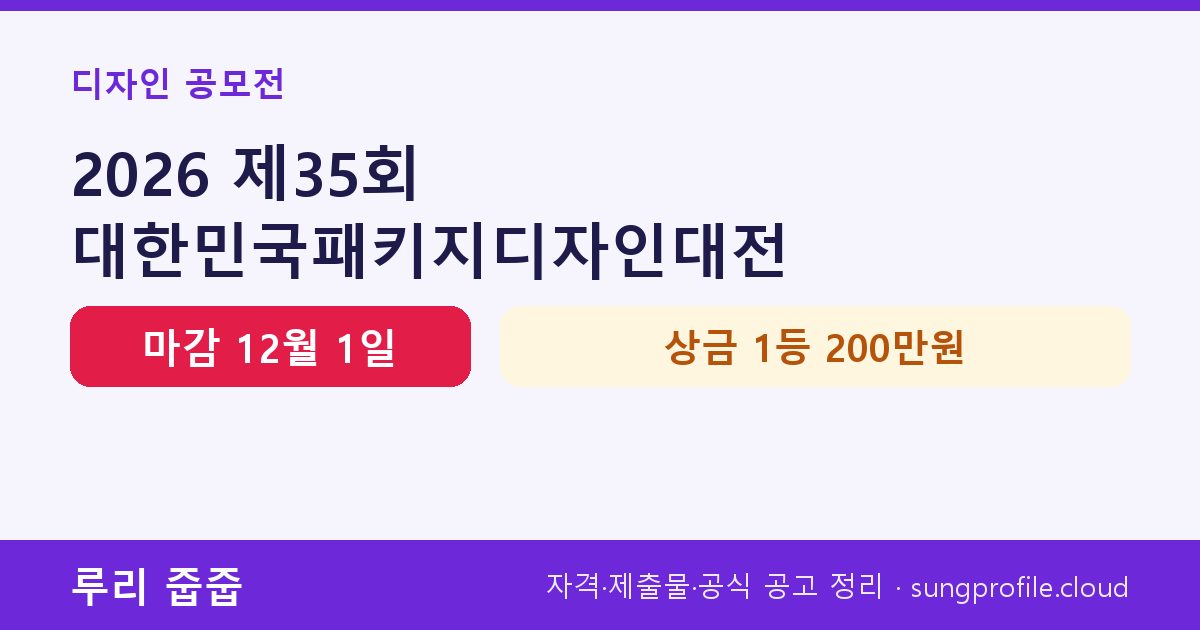 디자인 공모전
2026 제35회
대한민국패키지디자인대전
마감 12월 1일
상금 1등 200만원
루리 줍줍
자격·제출물·공식 공고 정리 · sungprofile.cloud